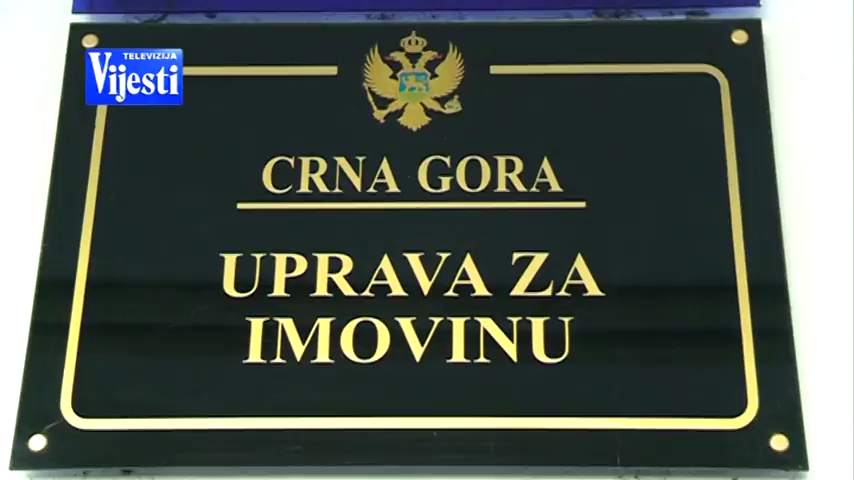 TELEVIZIJA
Vijesti
CRNA GORA
UPRAVA ZA
IMOVINU